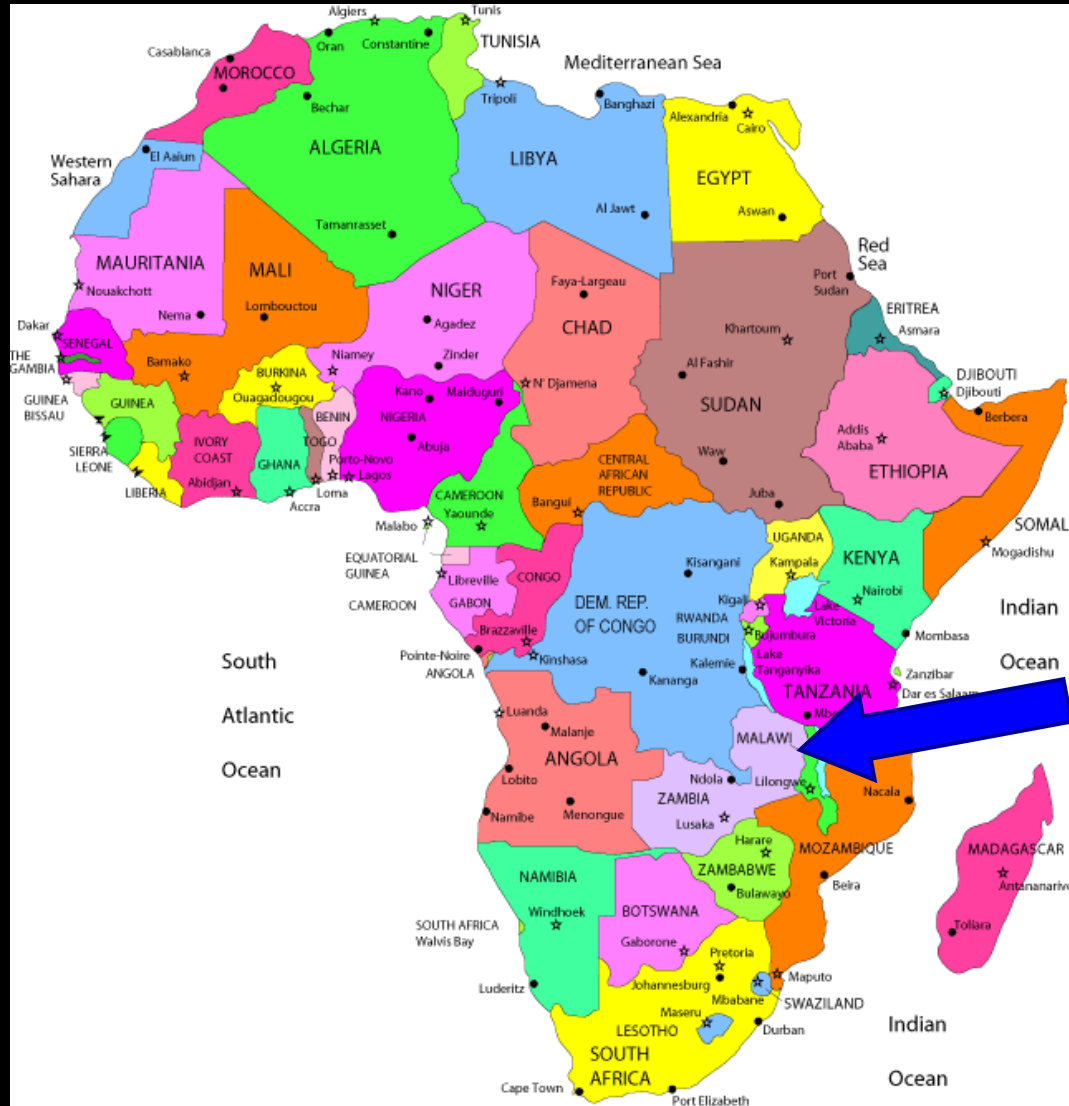 Algiers
Tunis
Oran
Constantine
TUNISIA
Casablanca
MOROCCO
Mediterranean Sea
Tripoli
Banghazi
Bechar
Alexandria
Cairo
ALGERIA
LIBYA
Western
Sahara
El Aaiun
EGYPT
Al Jawt
Aswan
Tamanrasset
Red
Sea
MAURITANIA
MALI
NIGER
Faya-Largeau
Port
Sudan
Nouakchott
Nema
Lombouctou
Agadez
CHAD
ERITREA
Asmara
Khartoum
Dakar
SENEGAL
THE
GAMBIA
Bamako
Niamey
Zinder
Al Fashir
N' Djamena
DJIBOUTI
Djibouti
GUINEA
BISSAU
GUINEA
BURKINA
Ouagadougou
Kano
Maiduguri
SUDAN
Berbera
BENIN
NIGERIA
Abuja
Addis
Ababa
SIERRA
LEONE
IVORY
COAST
GHANA
TOGO
Porto-Novo
Lagos
Waw
ETHIOPIA
CENTRAL
AFRICAN
REPUBLIC
LIBERIA
Abidjan
Loma
Accra
CAMEROON
Yaounde
Bangui
Juba
Malabo
SOMAL
Mogadishu
UGANDA
Kampala
KENYA
EQUATORIAL
GUINEA
Libreville
CONGO
Kisangani
Nairobi
CAMEROON
GABON
DEM. REP.
OF CONGO
Kigali
RWANDA
BURUNDI
Lake
Victoria
Indian
Ocean
Brazzaville
Bujumbura
Mombasa
Pointe-Noire
ANGOLA
Kinshasa
Kananga
Kalemie
Lake
Tanganyika
Zanzibar
Dar es Salaam
South
Atlantic
Ocean
TANZANIA
Luanda
Malanje
MALAWI
ANGOLA
Lobito
Ndola
Lilongwe
Menongue
ZAMBIA
Nacala
Namibe
Lusaka
Harare
MOZAMBIQUE
MADAGASCAR
NAMIBIA
ZAMBABWE
Beira
Antananarivo
Bulawayo
Windhoek
BOTSWANA
SOUTH AFRICA
Walvis Bay
Toliara
Gaborone
Pretoria
Luderitz
Johannesburg
Maputo
Mbabane
SWAZILAND
Maseru
LESOTHO
Durban
Indian
Ocean
SOUTH
AFRICA
Cape Town
Port Elizabeth